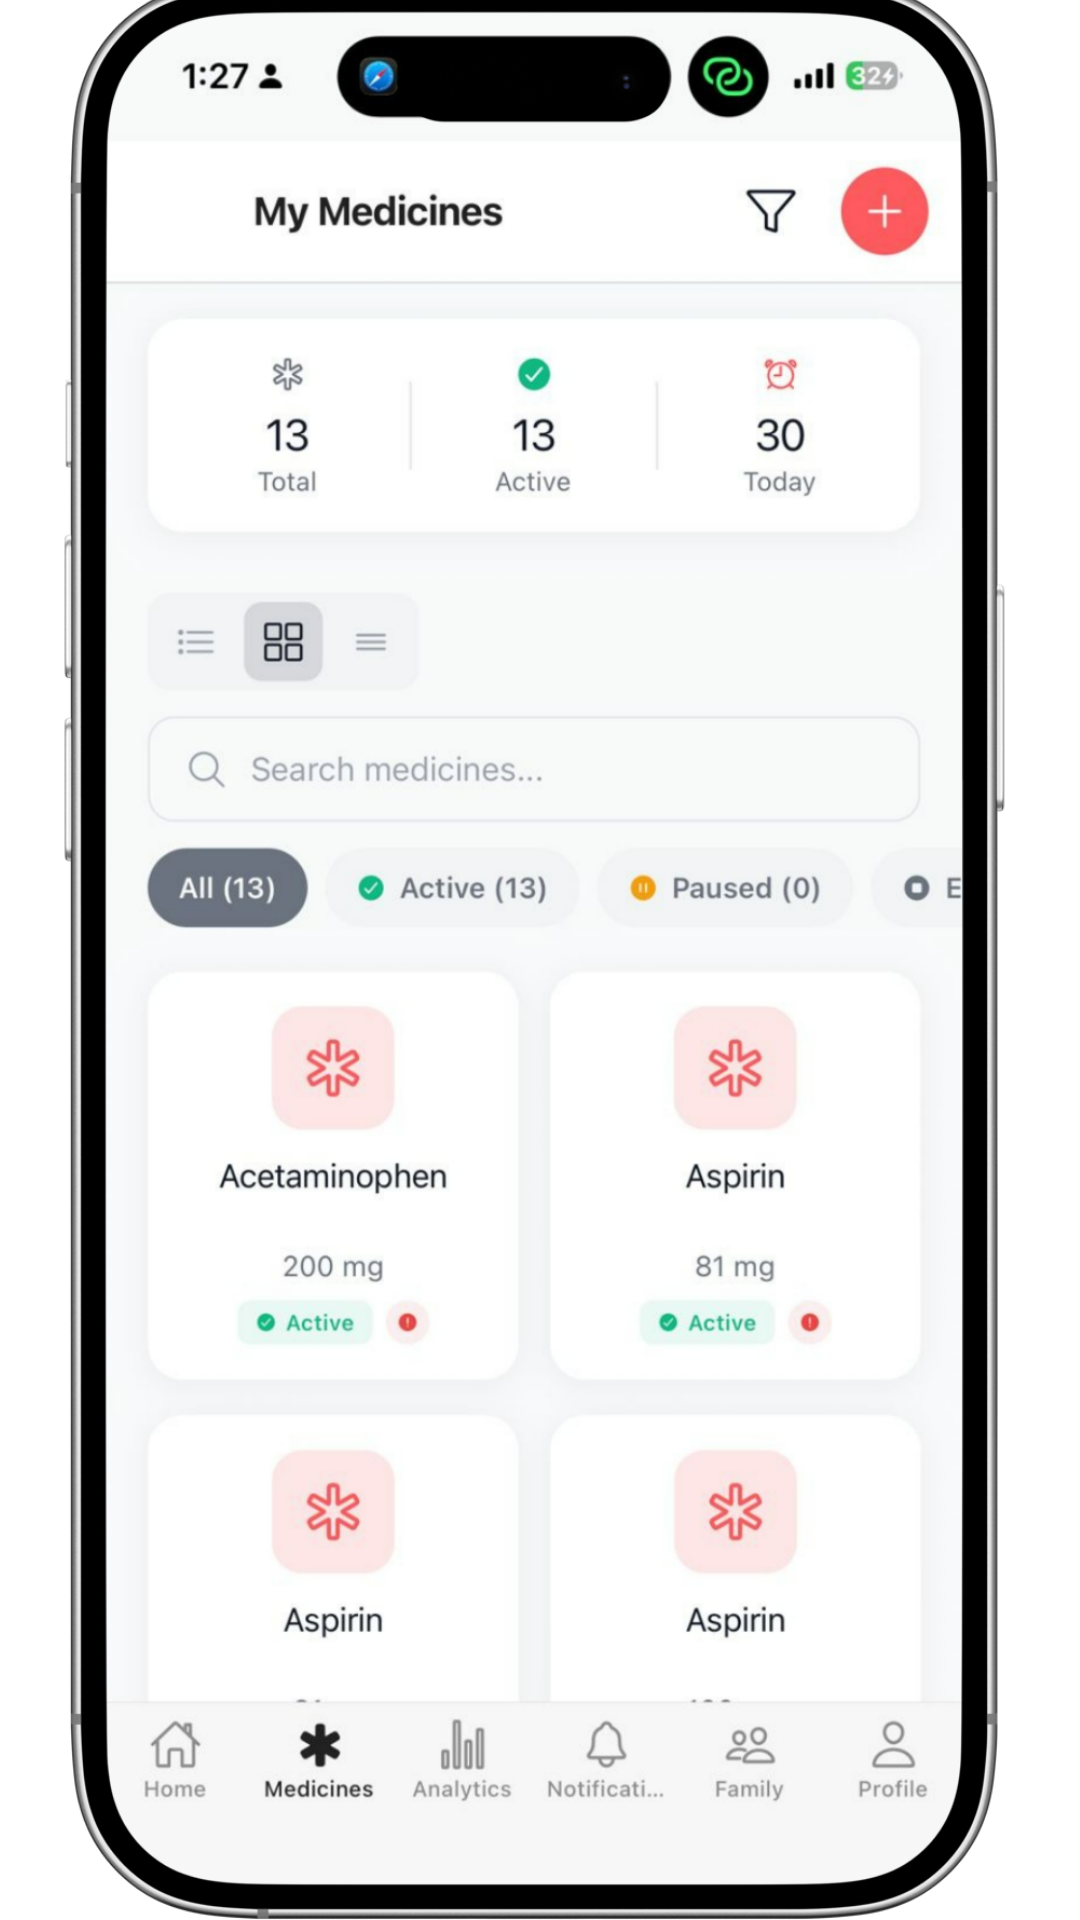 1:27
32
My Medicines
13
Total
13
Active
30
Today
Search medicines...
All (13)
Active (13)
Paused (0)
E
Acetaminophen
200 mg
Active
Aspirin
81 mg
Active
Aspirin
Aspirin
Home
Medicines
Analytics
Notificati...
Family
Profile